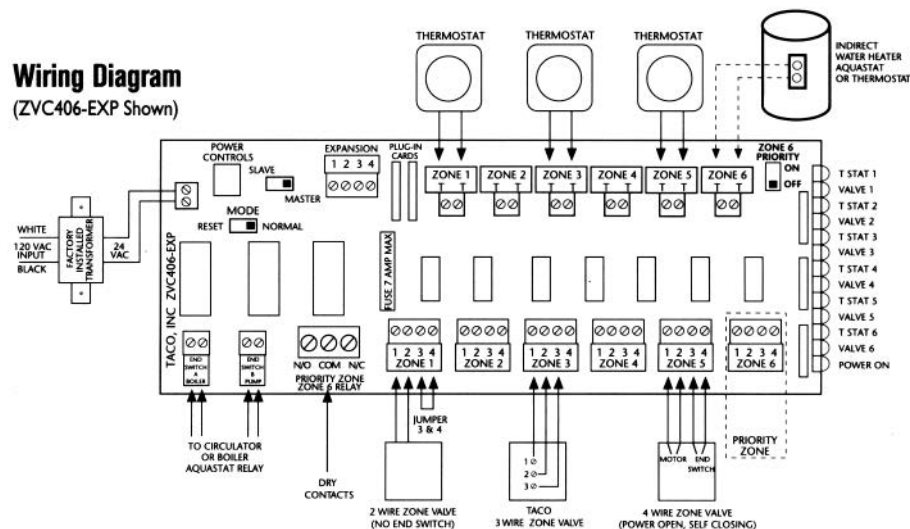 Wiring Diagram
(ZVC406-EXP Shown)
THERMOSTAT
THERMOSTAT
THERMOSTAT
INDIRECT
WATER HEATER
AQUASTAT
OR THERMOSTAT
POWER
CONTROLS
SLAVE
MASTER
EXPANSION
1 2 3 4
PLUG-IN
CARDS
ZONE 1
T T
ZONE 2
T T
ZONE 3
T T
ZONE 4
T T
ZONE 5
T T
ZONE 6
T T
ZONE 6
PRIORITY
ON
OFF
MODE
RESET
NORMAL
WHITE
120 VAC
INPUT
BLACK
FACTORY
INSTALLED
TRANSFORMER
24
VAC
TACO, INC ZVC406-EXP
FUSE 7 AMP MAX
T STAT 1
VALVE 1
T STAT 2
VALVE 2
T STAT 3
VALVE 3
T STAT 4
VALVE 4
T STAT 5
VALVE 5
T STAT 6
VALVE 6
POWER ON
END
SWITCH
A
BOILER
END
SWITCH
B
PUMP
N/O COM N/C
PRIORITY ZONE
ZONE 6 RELAY
1 2 3 4
ZONE 1
1 2 3 4
ZONE 2
1 2 3 4
ZONE 3
1 2 3 4
ZONE 4
1 2 3 4
ZONE 5
1 2 3 4
ZONE 6
JUMPER
3 & 4
TO CIRCULATOR
OR BOILER
AQUASTAT RELAY
DRY
CONTACTS
2 WIRE ZONE VALVE
(NO END SWITCH)
1
2
3
TACO
3 WIRE ZONE VALVE
MOTOR
END
SWITCH
4 WIRE ZONE VALVE
(POWER OPEN, SELF CLOSING)
PRIORITY
ZONE